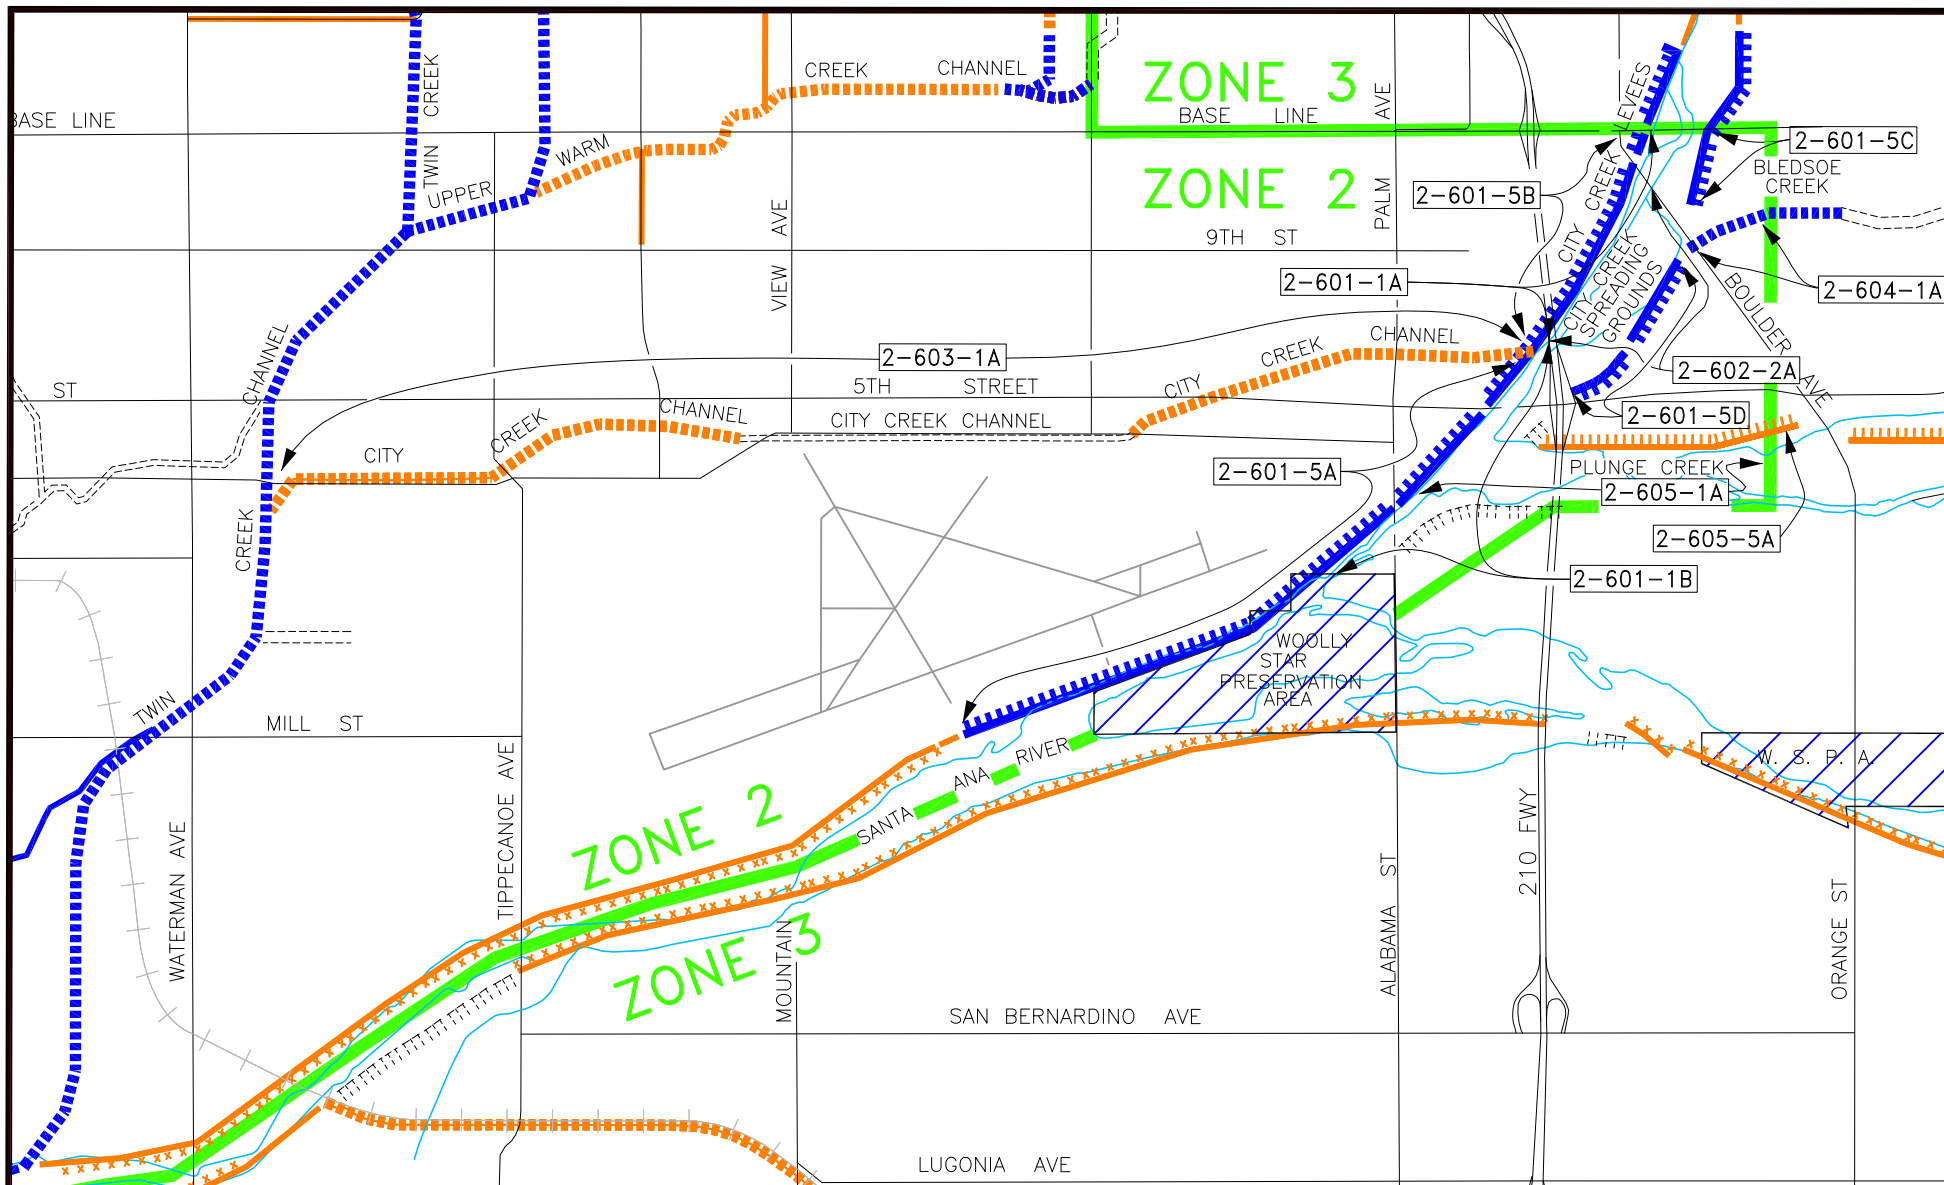 ZONE 3
BASE LINE
BASE LINE
ZONE 2
TWIN CREEK
CREEK CHANNEL
UPPER WARM
VIEW AVE
PALM AVE
9TH ST
LEVEES
CREEK
CITY
2-601-5C
BLEDSOE
CREEK
2-601-5B
2-601-1A
CITY CREEK
SPREADING
GROUNDS
2-604-1A
BOULDER AVE
2-603-1A
CITY CREEK CHANNEL
ST
5TH STREET
2-602-2A
2-601-5D
CITY CREEK CHANNEL
CITY CREEK CHANNEL
CREEK CHANNEL
TWIN
2-601-5A
PLUNGE CREEK
2-605-1A
2-605-5A
2-601-1B
WOOLLY
STAR
PRESERVATION
AREA
MILL ST
SANTA ANA RIVER
W. S. P. A.
ZONE 2
ZONE 3
WATERMAN AVE
TIPPECANOE AVE
MOUNTAIN
ALABAMA ST
210 FWY
ORANGE ST
SAN BERNARDINO AVE
LUGONIA AVE